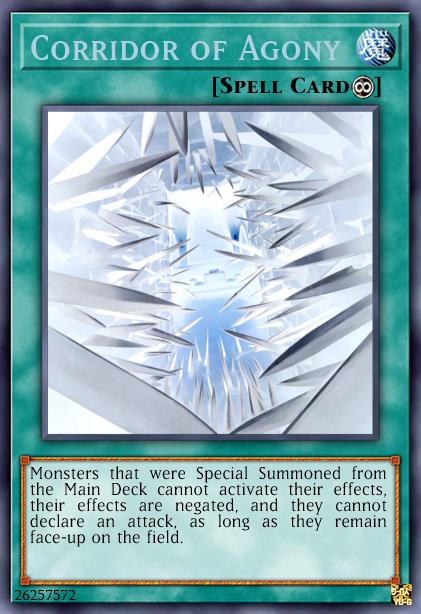 CORRIDOR OF AGONY 魔
[SPELL CARD]
Monsters that were Special Summoned from
the Main Deck cannot activate their effects,
their effects are negated, and they cannot
declare an attack, as long as they remain
face-up on the field.
26257572